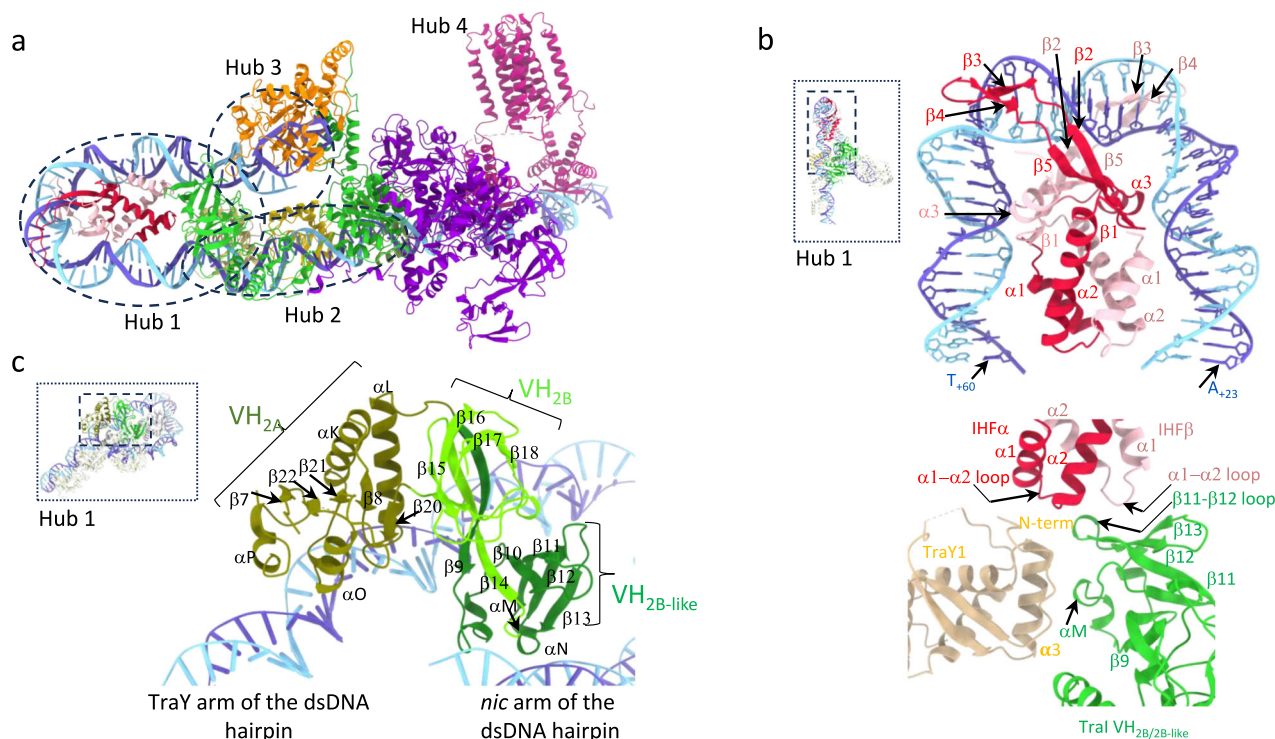 a
Hub 4
Hub 3
Hub 1
Hub 2
b
β2
β3
β2
β3
β4
β4
β5
β5
α3
α3
β1
β1
α1
α2
α1
α2
Hub 1
T+60
A+23
α2
IHFα
IHFβ
α1
α2
α1
α1–α2 loop
α1–α2 loop
β11-β12 loop
N-term
β13
TraY1
β12
β11
αM
α3
β9
TraI VH2B/2B-like
c
Hub 1
VH2A
αL
VH2B
αK
β16
β17
β18
β21
β15
β22
β7
β8
β20
αP
β9
β10
β11
β12
αO
β14
αM
β13
VH2B-like
αN
TraY arm of the dsDNA
hairpin
nic arm of the
dsDNA hairpin